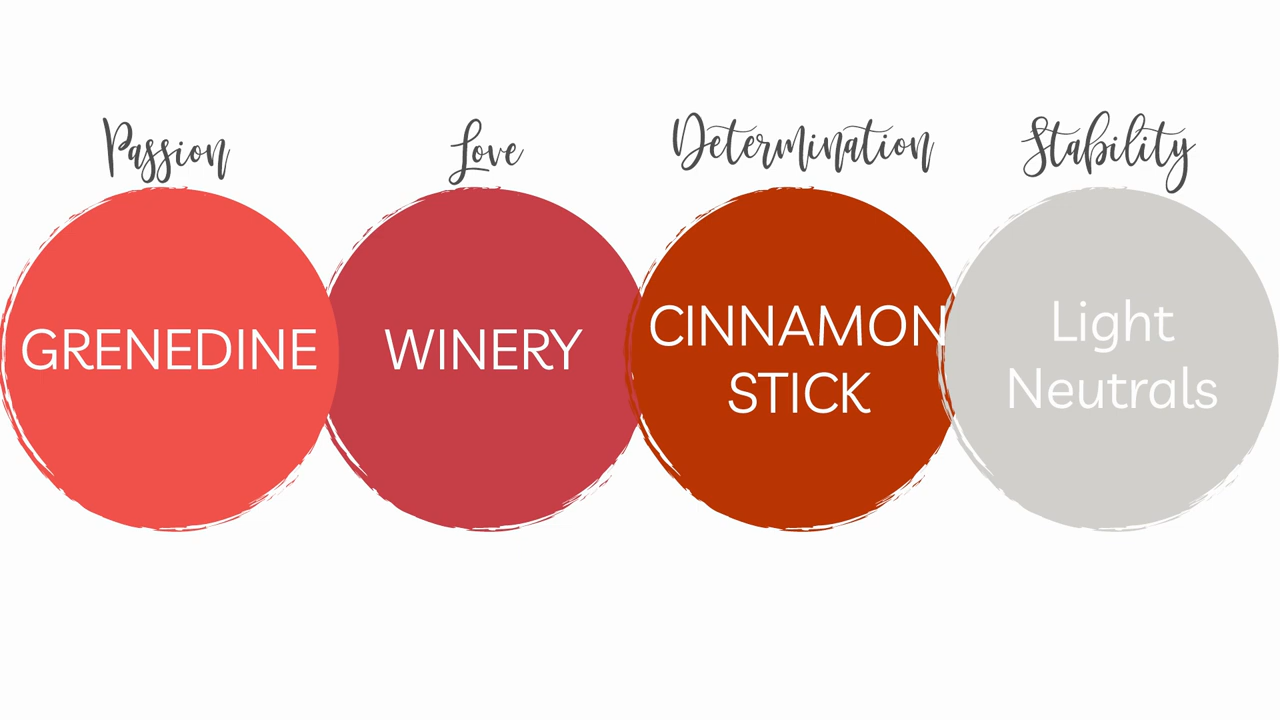 Passion
Love
Determination
Stability
GRENEDINE
WINERY
CINNAMON
STICK
Light
Neutrals